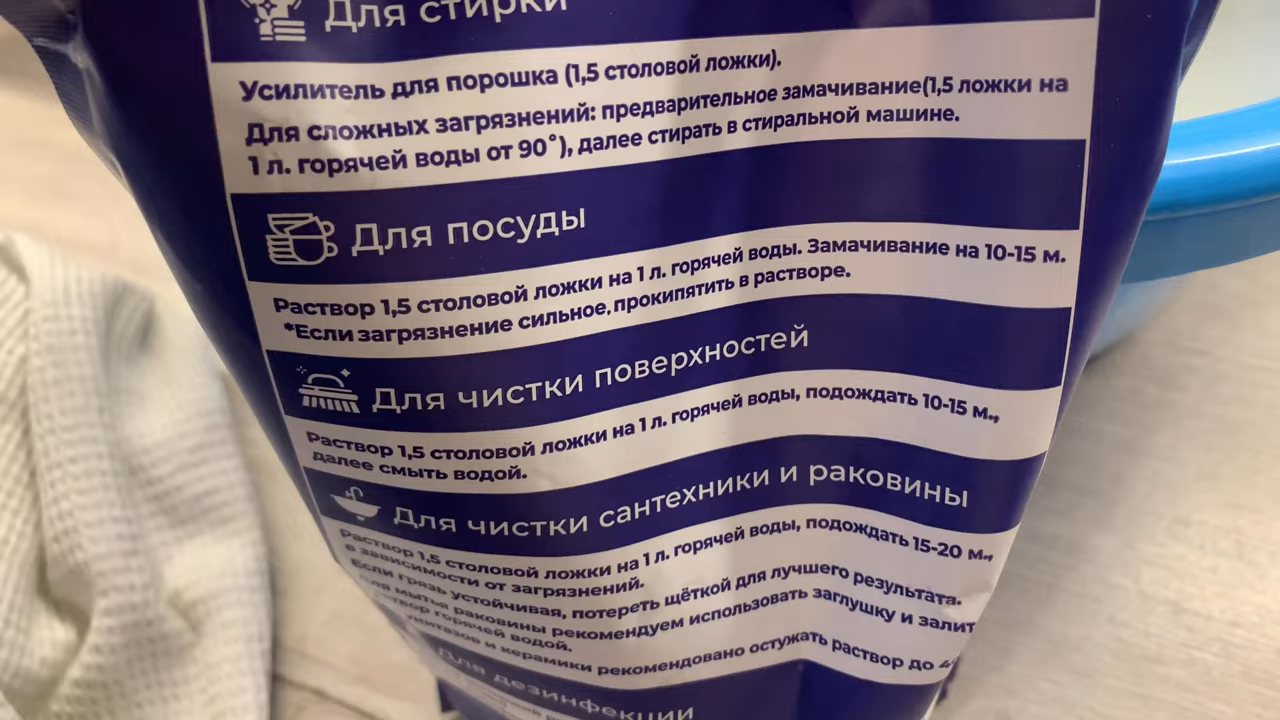 Для стирки
Усилитель для порошка (1,5 столовой ложки).
Для сложных загрязнений: предварительное замачивание(1,5 ложки на
1 л. горячей воды от 90°), далее стирать в стиральной машине.
Для посуды
Раствор 1,5 столовой ложки на 1 л. горячей воды. Замачивание на 10-15 м.
*Если загрязнение сильное, прокипятить в растворе.
Для чистки поверхностей
Раствор 1,5 столовой ложки на 1 л. горячей воды, подождать 10-15 м.,
далее смыть водой.
Для чистки сантехники и раковины
Раствор 1,5 столовой ложки на 1 л. горячей воды, подождать 15-20 м.,
в зависимости от загрязнений.
Если грязь устойчивая, потереть щёткой для лучшего результата.
Для мытья раковины рекомендуем использовать заглушку и залит
горячей водой.
и керамики рекомендовано остужать раствор до
Для дезинфекции